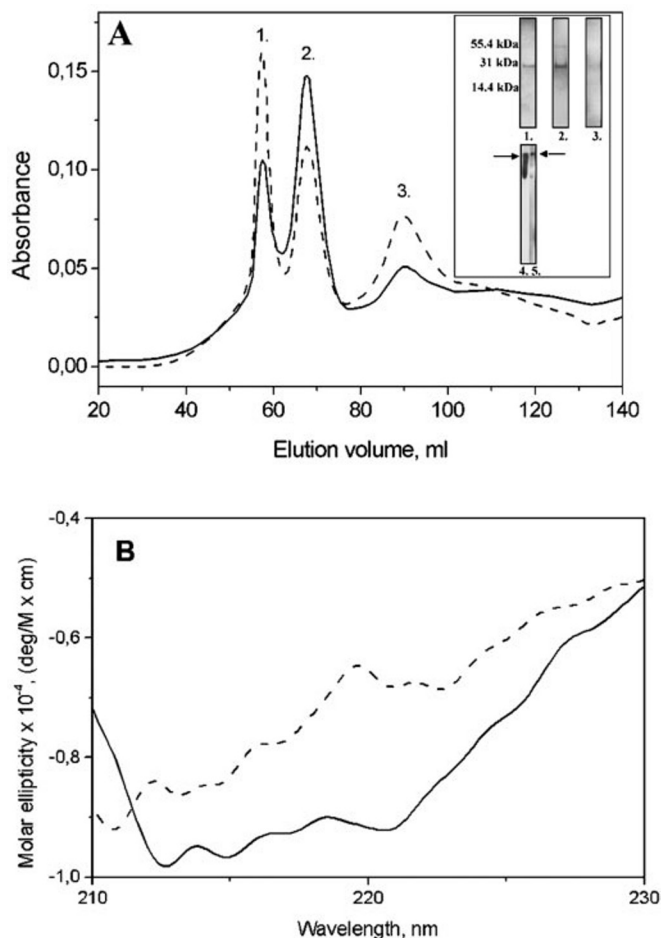 A
1.
2.
3.
0,15
0,10
0,05
0,00
Absorbance
20 40 60 80 100 120 140
Elution volume, ml
55.4 kDa
31 kDa
14.4 kDa
1. 2. 3.
4. 5.
B
-0,4
-0,6
-0,8
-1,0
Molar ellipticity x 10⁻⁴, (deg/M x cm)
210 220 230
Wavelength, nm